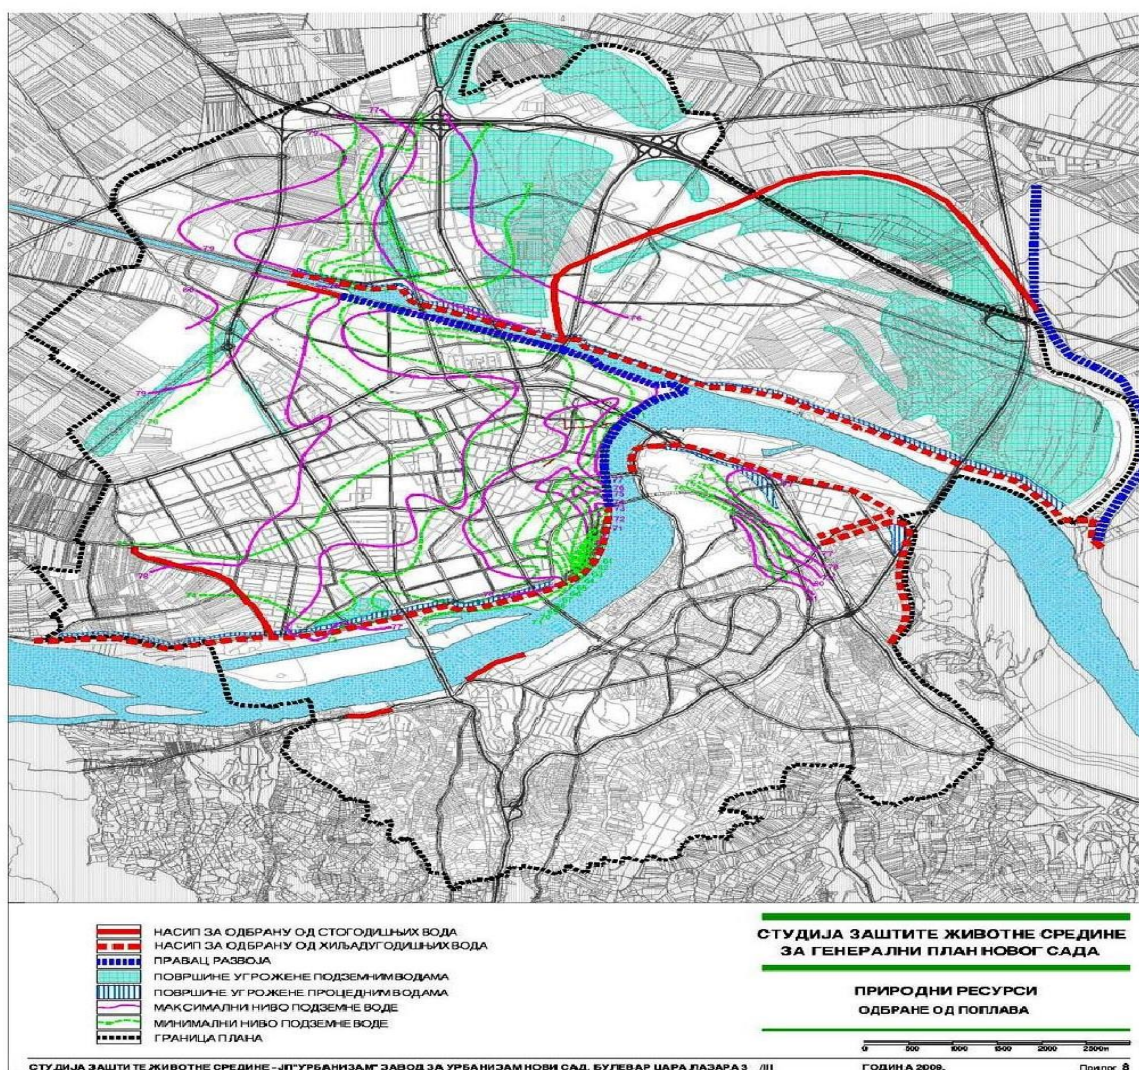 НАСИП ЗА ОДБРАНУ ОД СТОГОДИШЊИХ ВОДА
НАСИП ЗА ОДБРАНУ ОД ХИЉАДУГОДИШЊИХ ВОДА
ПРАВАЦ РАЗВОЈА
ПОВРШИНЕ УГРОЖЕНЕ ПОДЗЕМНИМ ВОДАМА
ПОВРШИНЕ УГРОЖЕНЕ ПРОЦЕДНИМ ВОДАМА
МАКСИМАЛНИ НИВО ПОДЗЕМНЕ ВОДЕ
МИНИМАЛНИ НИВО ПОДЗЕМНЕ ВОДЕ
ГРАНИЦА ПЛАНА
СТУДИЈА ЗАШТИТЕ ЖИВОТНЕ СРЕДИНЕ
ЗА ГЕНЕРАЛНИ ПЛАН НОВОГ САДА
ПРИРОДНИ РЕСУРСИ
ОДБРАНЕ ОД ПОПЛАВА
0 500 1000 1500 2000 2500м
СТУДИЈА ЗАШТИТЕ ЖИВОТНЕ СРЕДИНЕ - ЈП "УРБАНИЗАМ" ЗАВОД ЗА УРБАНИЗАМ НОВИ САД, БУЛЕВАР ЦАРА ЛАЗАРА 3 /III ГОДИНА 2009. Прилог 8